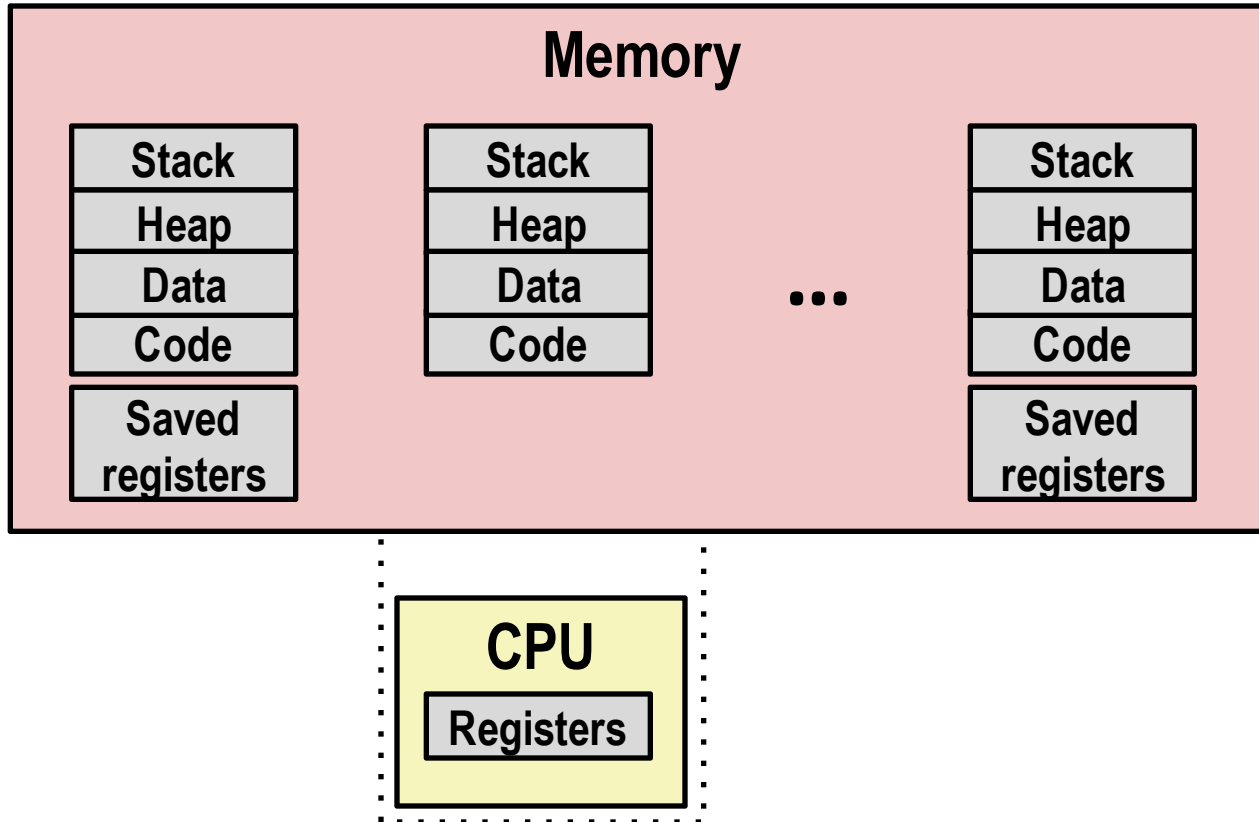 Memory
Stack
Heap
Data
Code
Saved
registers
Stack
Heap
Data
Code
...
Stack
Heap
Data
Code
Saved
registers
CPU
Registers